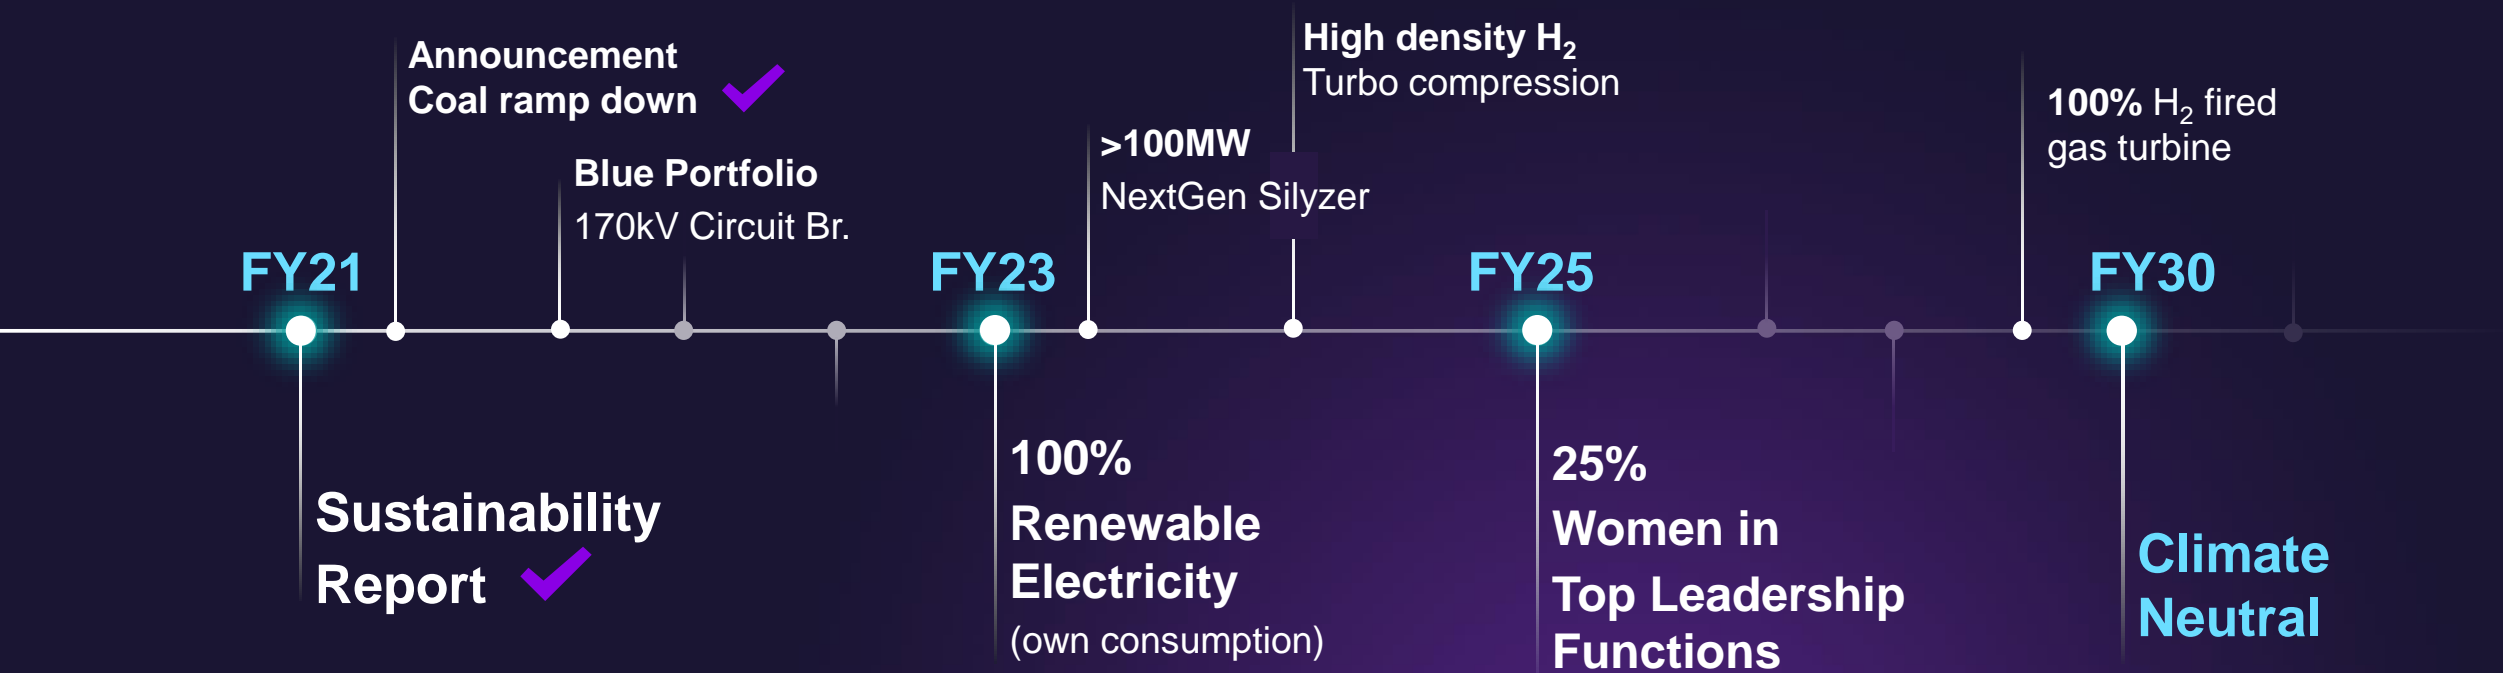 Announcement
Coal ramp down
Blue Portfolio
170kV Circuit Br.
>100MW
NextGen Silyzer
High density H₂
Turbo compression
100% H₂ fired
gas turbine
FY21
FY23
FY25
FY30
Sustainability
Report
100%
Renewable
Electricity
(own consumption)
25%
Women in
Top Leadership
Functions
Climate
Neutral